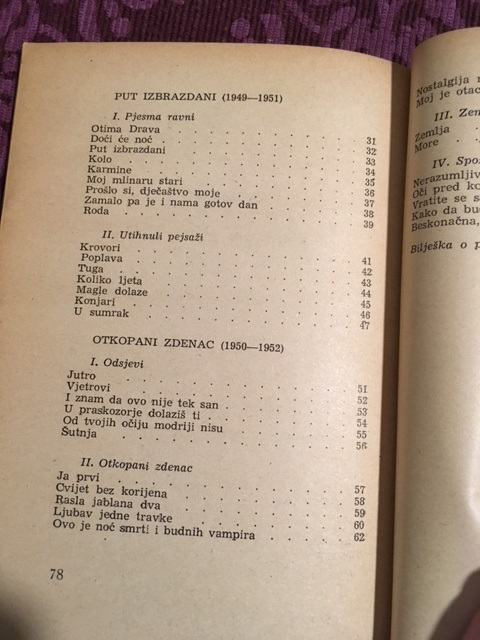 PUT IZBRAZDANI (1949—1951)
I. Pjesma ravni
Otima Drava . . . . . . . . 31
Doći će noć . . . . . . . . 32
Put izbrazdani . . . . . . . . 33
Kolo . . . . . . . . 34
Karmine . . . . . . . . 35
Moj mlinaru stari . . . . . . . . 36
Prošlo si, dječaštvo moje . . . . . . . . 37
Zamalo pa je i nama gotov dan . . . . . . 38
Roda . . . . . . . . 39
II. Utihnuli pejsaži
Krovori . . . . . . . . 41
Poplava . . . . . . . . 42
Tuga . . . . . . . . 43
Koliko ljeta . . . . . . . . 44
Magle dolaze . . . . . . . . 45
Konjari . . . . . . . . 46
U sumrak . . . . . . . . 47
OTKOPANI ZDENAC (1950—1952)
I. Odsjevi
Jutro . . . . . . . . 51
Vjetrovi . . . . . . . . 52
I znam da ovo nije tek san . . . . . . . . 53
U praskozorje dolaziš ti . . . . . . . . 54
Od tvojih očiju modriji nisu . . . . . . . . 55
Šutnja . . . . . . . . 56
II. Otkopani zdenac
Ja prvi . . . . . . . . 57
Cvijet bez korijena . . . . . . . . 58
Rasla jablana dva . . . . . . . . 59
Ljubav jedne travke . . . . . . . . 60
Ovo je noć smrti i budnih vampira . . . . . . 62
78
Nostalgija
Moj je otac
III. Zem
Zemlja
More
IV. Spo
Nerazumljiv
Oči pred ko
Vratite se s
Kako da bu
Beskonačna,
Bilješka o p